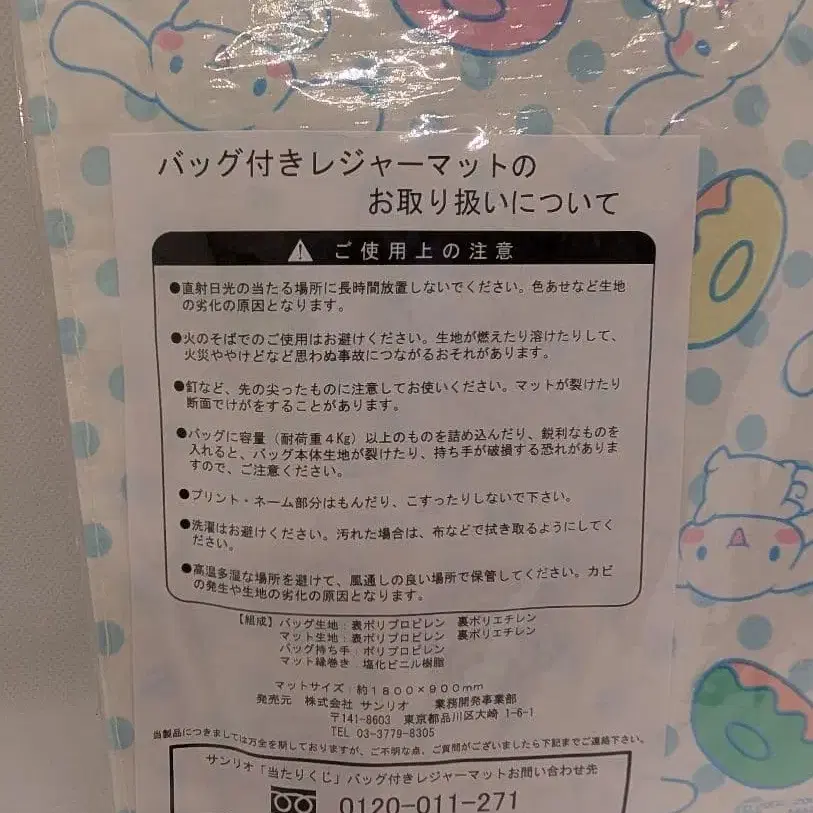 バッグ付きレジャーマットの
お取り扱いについて
ご使用上の注意
●直射日光の当たる場所に長時間放置しないでください。色あせなど生地
の劣化の原因となります。
●火のそばでのご使用はお避けください。生地が燃えたり溶けたりして、
火災ややけどなど思わぬ事故につながるおそれがあります。
●釘など、先の尖ったものに注意してお使いください。マットが裂けたり
断面でけがをすることがあります。
●バッグに容量（耐荷重４Kg）以上のものを詰め込んだり、鋭利なものを
入れると、バッグ本体生地が裂けたり、持ち手が破損する恐れがありま
すので、ご注意ください。
●プリント・ネーム部分はもんだり、こすったりしないで下さい。
●洗濯はお避けください。汚れた場合は、布などで拭き取るようにしてく
ださい。
●高温多湿な場所を避けて、風通しの良い場所で保管してください。カビ
の発生や生地の劣化の原因となります。
【組成】バッグ生地：表ポリプロピレン　裏ポリエチレン
マット生地：表ポリプロピレン　裏ポリエチレン
バッグ持ち手：ポリプロピレン
マット縁巻き：塩化ビニル樹脂
マットサイズ：約１８００×９００mm
発売元　株式会社 サンリオ　業務開発事業部
〒141-8603　東京都品川区大崎 1-6-1
TEL 03-3779-8305
当製品につきましては万全を期しておりますが、ご不明な点、ご質問がございましたら下記までご連絡下さい。
サンリオ「当たりくじ」バッグ付きレジャーマットお問い合わせ先
0120-011-271